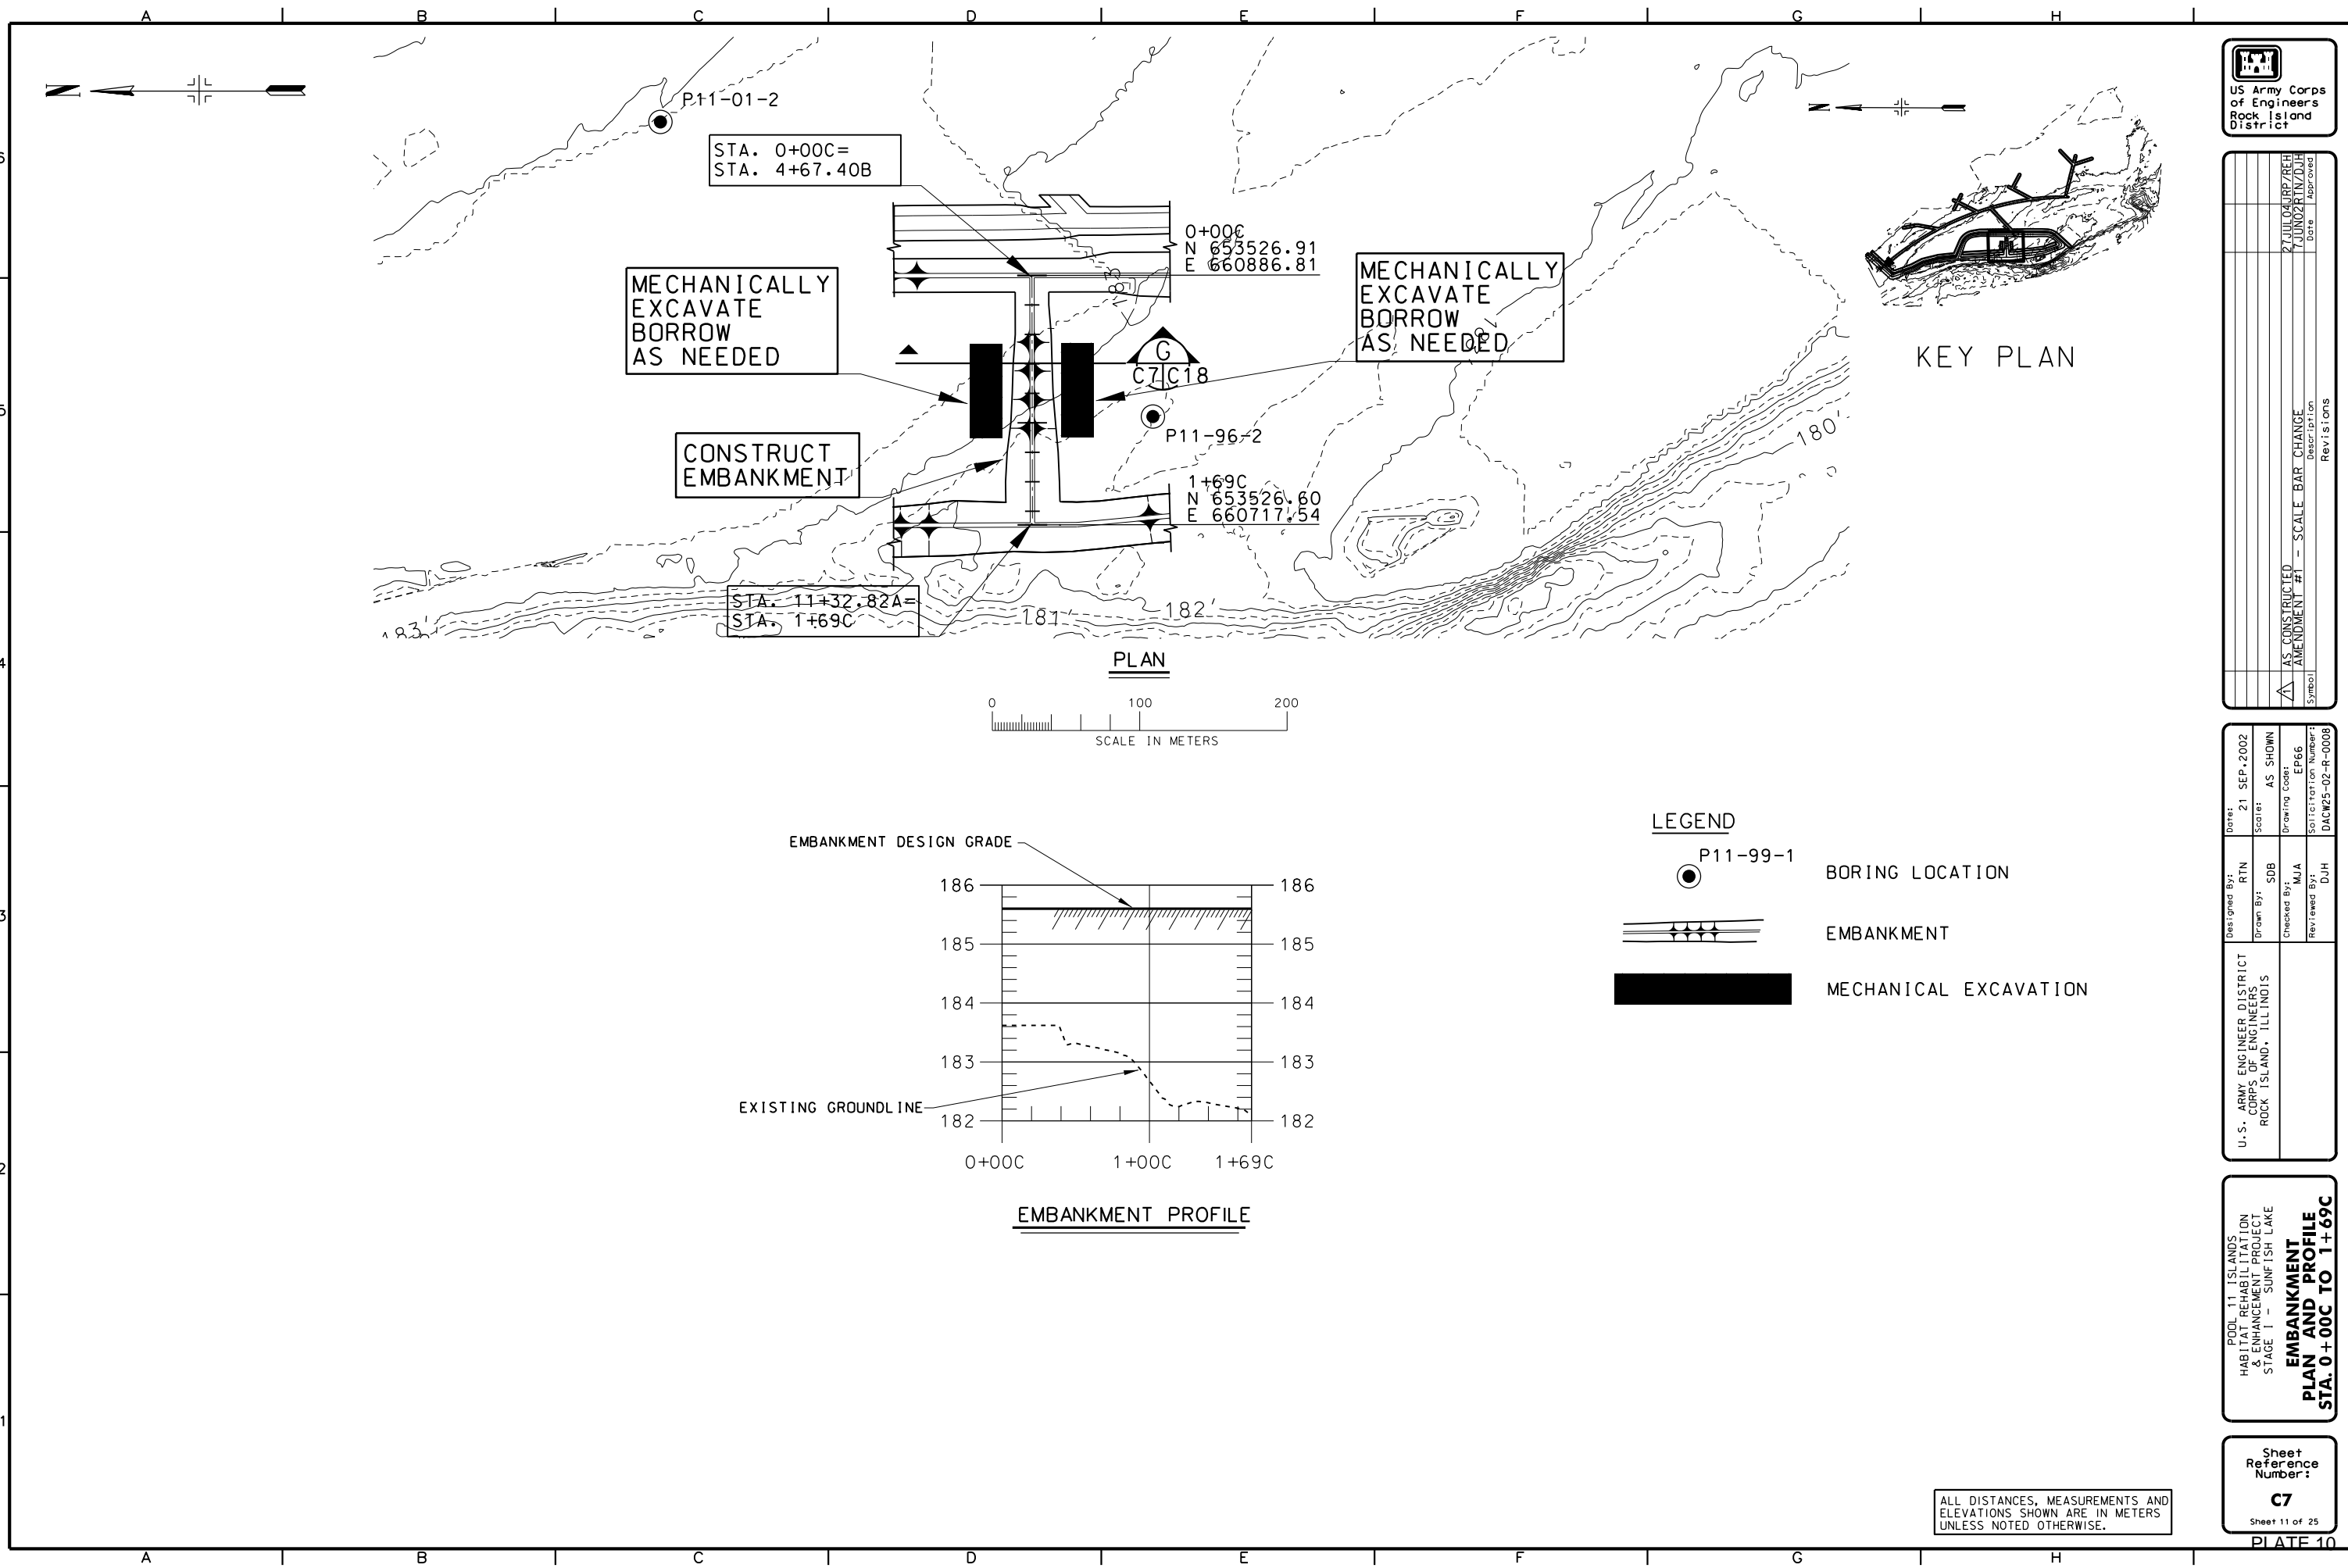 A B C D E F G H
6
5
4
3
2
1
N
P11-01-2
STA. 0+00C=
STA. 4+67.40B
0+00C
N 653526.91
E 660886.81
MECHANICALLY
EXCAVATE
BORROW
AS NEEDED
MECHANICALLY
EXCAVATE
BORROW
AS NEEDED
183'
G
C7 C18
P11-96-2
CONSTRUCT
EMBANKMENT
1+69C
N 653526.60
E 660717.54
STA. 11+32.82A=
STA. 1+69C
183'
181'
182'
180'
PLAN
0 100 200
SCALE IN METERS
N
KEY PLAN
EMBANKMENT DESIGN GRADE
186 186
185 185
184 184
183 183
EXISTING GROUNDLINE
182 182
0+00C 1+00C 1+69C
EMBANKMENT PROFILE
LEGEND
P11-99-1
BORING LOCATION
EMBANKMENT
MECHANICAL EXCAVATION
ALL DISTANCES, MEASUREMENTS AND
ELEVATIONS SHOWN ARE IN METERS
UNLESS NOTED OTHERWISE.
US Army Corps
of Engineers
Rock Island
District
Symbol Description Date Approved
1 AS CONSTRUCTED 27JUL04 JRP/REH
AMENDMENT #1 - SCALE BAR CHANGE 7JUN02 RTN/DJH
Revisions
Designed By: RTN
Date: 21 SEP.2002
Drawn By: SDB
Scale: AS SHOWN
Checked By: MJA
Drawing Code: EP66
Reviewed By: DJH
Solicitation Number: DACW25-02-R-0008
U.S. ARMY ENGINEER DISTRICT
CORPS OF ENGINEERS
ROCK ISLAND, ILLINOIS
POOL 11 ISLANDS
HABITAT REHABILITATION
& ENHANCEMENT PROJECT
STAGE I - SUNFISH LAKE
EMBANKMENT
PLAN AND PROFILE
STA. 0+00C TO 1+69C
Sheet
Reference
Number:
C7
Sheet 11 of 25
PLATE 10
A B C D E F G H